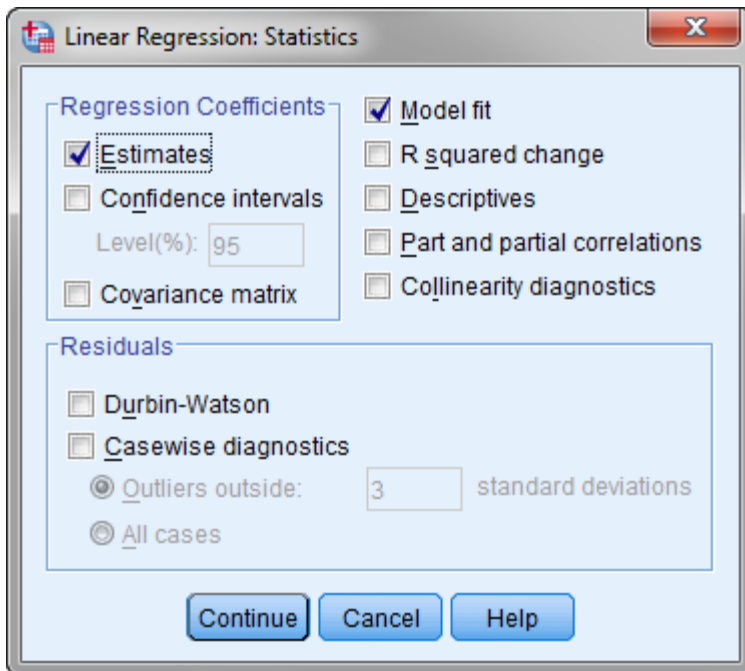 Linear Regression: Statistics
Regression Coefficients
Estimates
Confidence intervals
Level(%): 95
Covariance matrix
Model fit
R squared change
Descriptives
Part and partial correlations
Collinearity diagnostics
Residuals
Durbin-Watson
Casewise diagnostics
Outliers outside: 3 standard deviations
All cases
Continue Cancel Help